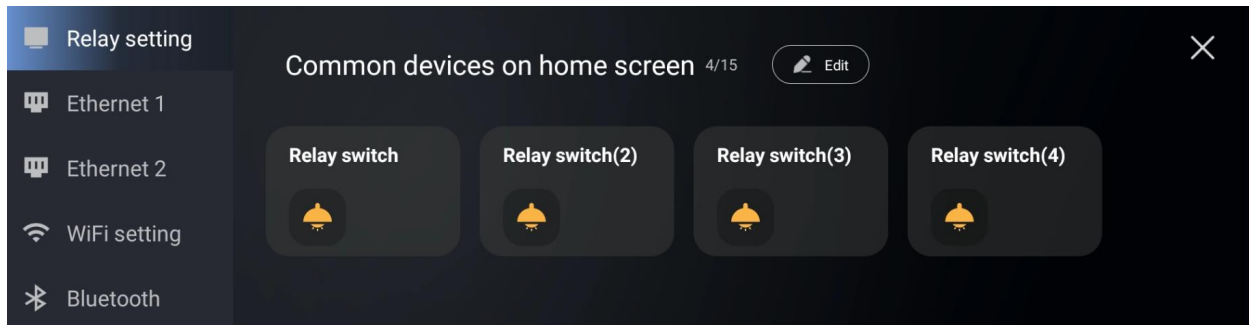 Relay setting
Ethernet 1
Ethernet 2
WiFi setting
Bluetooth
Common devices on home screen 4/15 Edit
Relay switch
Relay switch(2)
Relay switch(3)
Relay switch(4)